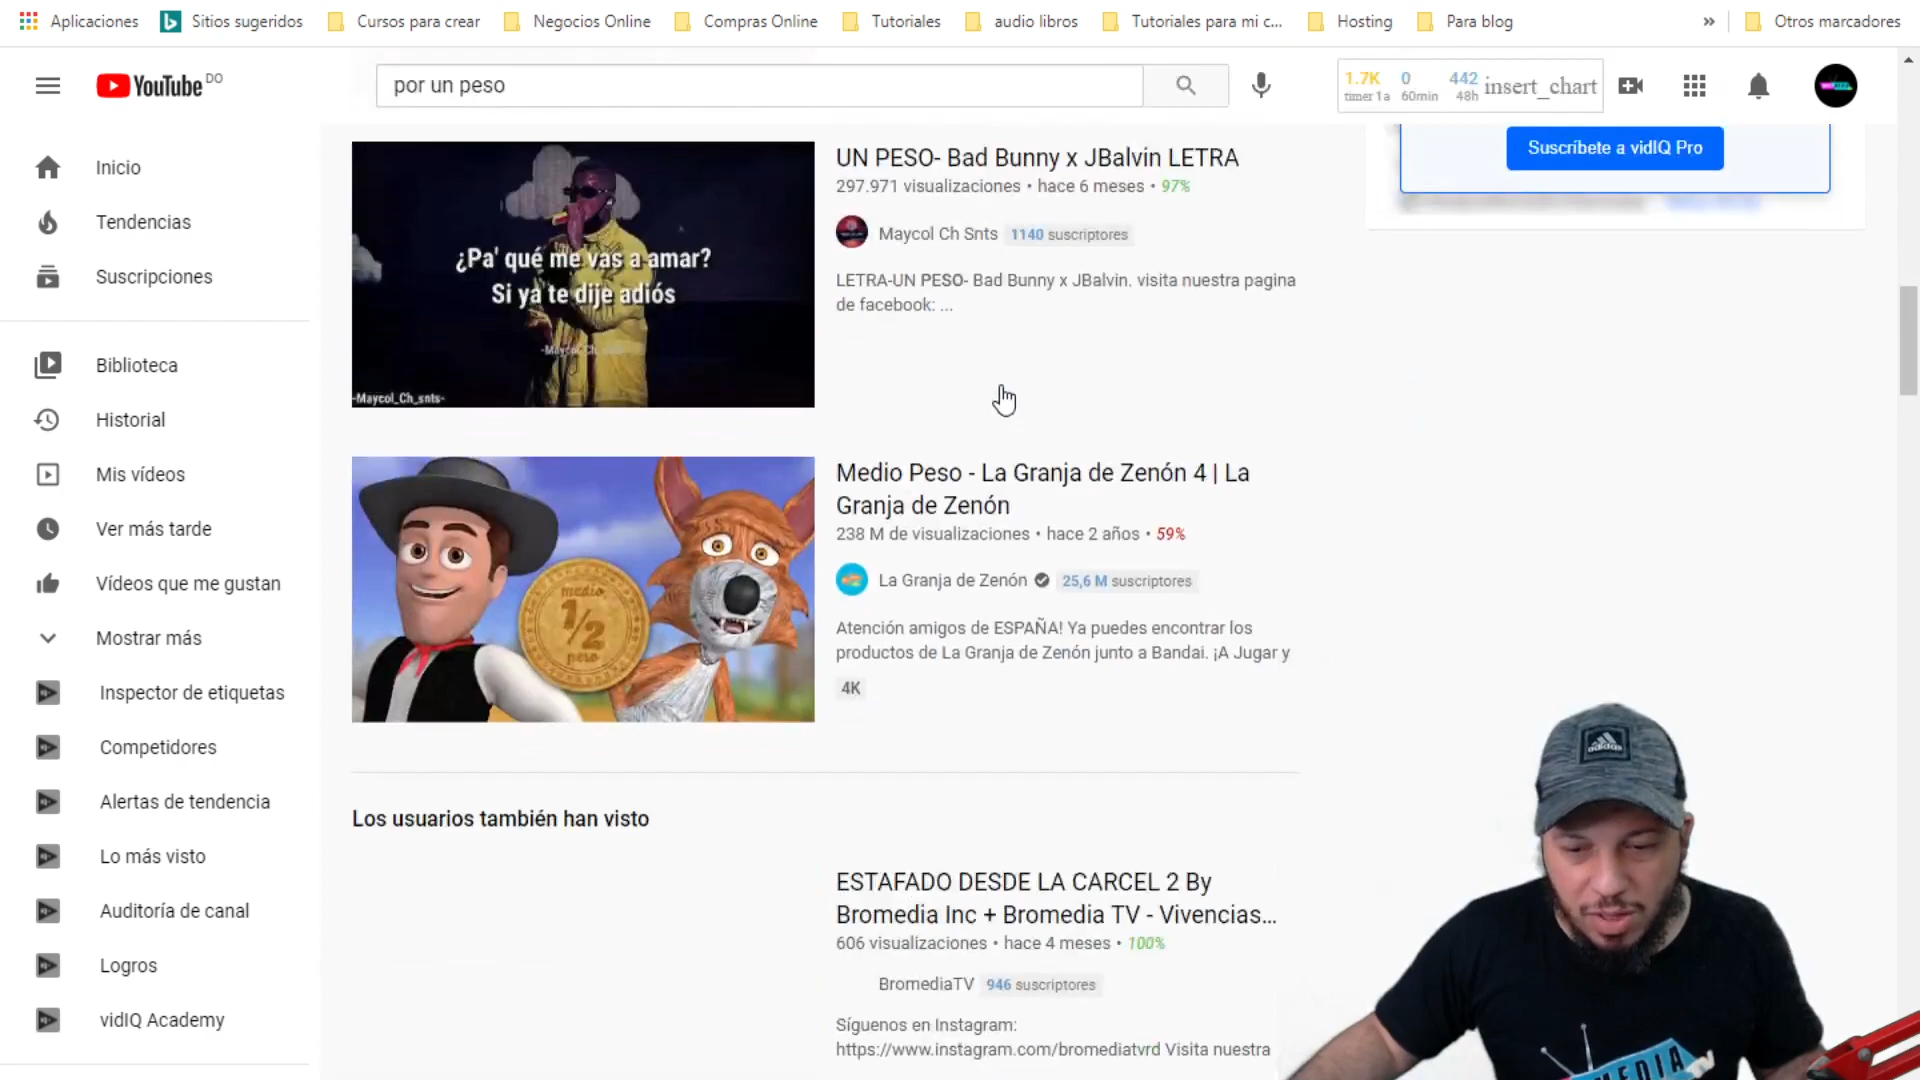 Aplicaciones
Sitios sugeridos
Cursos para crear
Negocios Online
Compras Online
Tutoriales
audio libros
Tutoriales para mi c...
Hosting
Para blog
»
Otros marcadores
YouTube DO
por un peso
1.7K 0 442
timer 1a 60min 48h
insert_chart
Inicio
Tendencias
Suscripciones
Biblioteca
Historial
Mis vídeos
Ver más tarde
Vídeos que me gustan
Mostrar más
Inspector de etiquetas
Competidores
Alertas de tendencia
Lo más visto
Auditoría de canal
Logros
vidIQ Academy
¿Pa' qué me vas a amar?
Si ya te dije adiós
-Maycol_Ch_snts-
UN PESO- Bad Bunny x JBalvin LETRA
297.971 visualizaciones • hace 6 meses • 97%
Maycol Ch Snts 1140 suscriptores
LETRA-UN PESO- Bad Bunny x JBalvin. visita nuestra pagina
de facebook: ...
Suscríbete a vidIQ Pro
medio
1/2
peso
Medio Peso - La Granja de Zenón 4 | La
Granja de Zenón
238 M de visualizaciones • hace 2 años • 59%
La Granja de Zenón 25,6 M suscriptores
Atención amigos de ESPAÑA! Ya puedes encontrar los
productos de La Granja de Zenón junto a Bandai. ¡A Jugar y
4K
Los usuarios también han visto
ESTAFADO DESDE LA CARCEL 2 By
Bromedia Inc + Bromedia TV - Vivencias...
606 visualizaciones • hace 4 meses • 100%
BromediaTV 946 suscriptores
Síguenos en Instagram:
https://www.instagram.com/bromediatvrd Visita nuestra
adidas